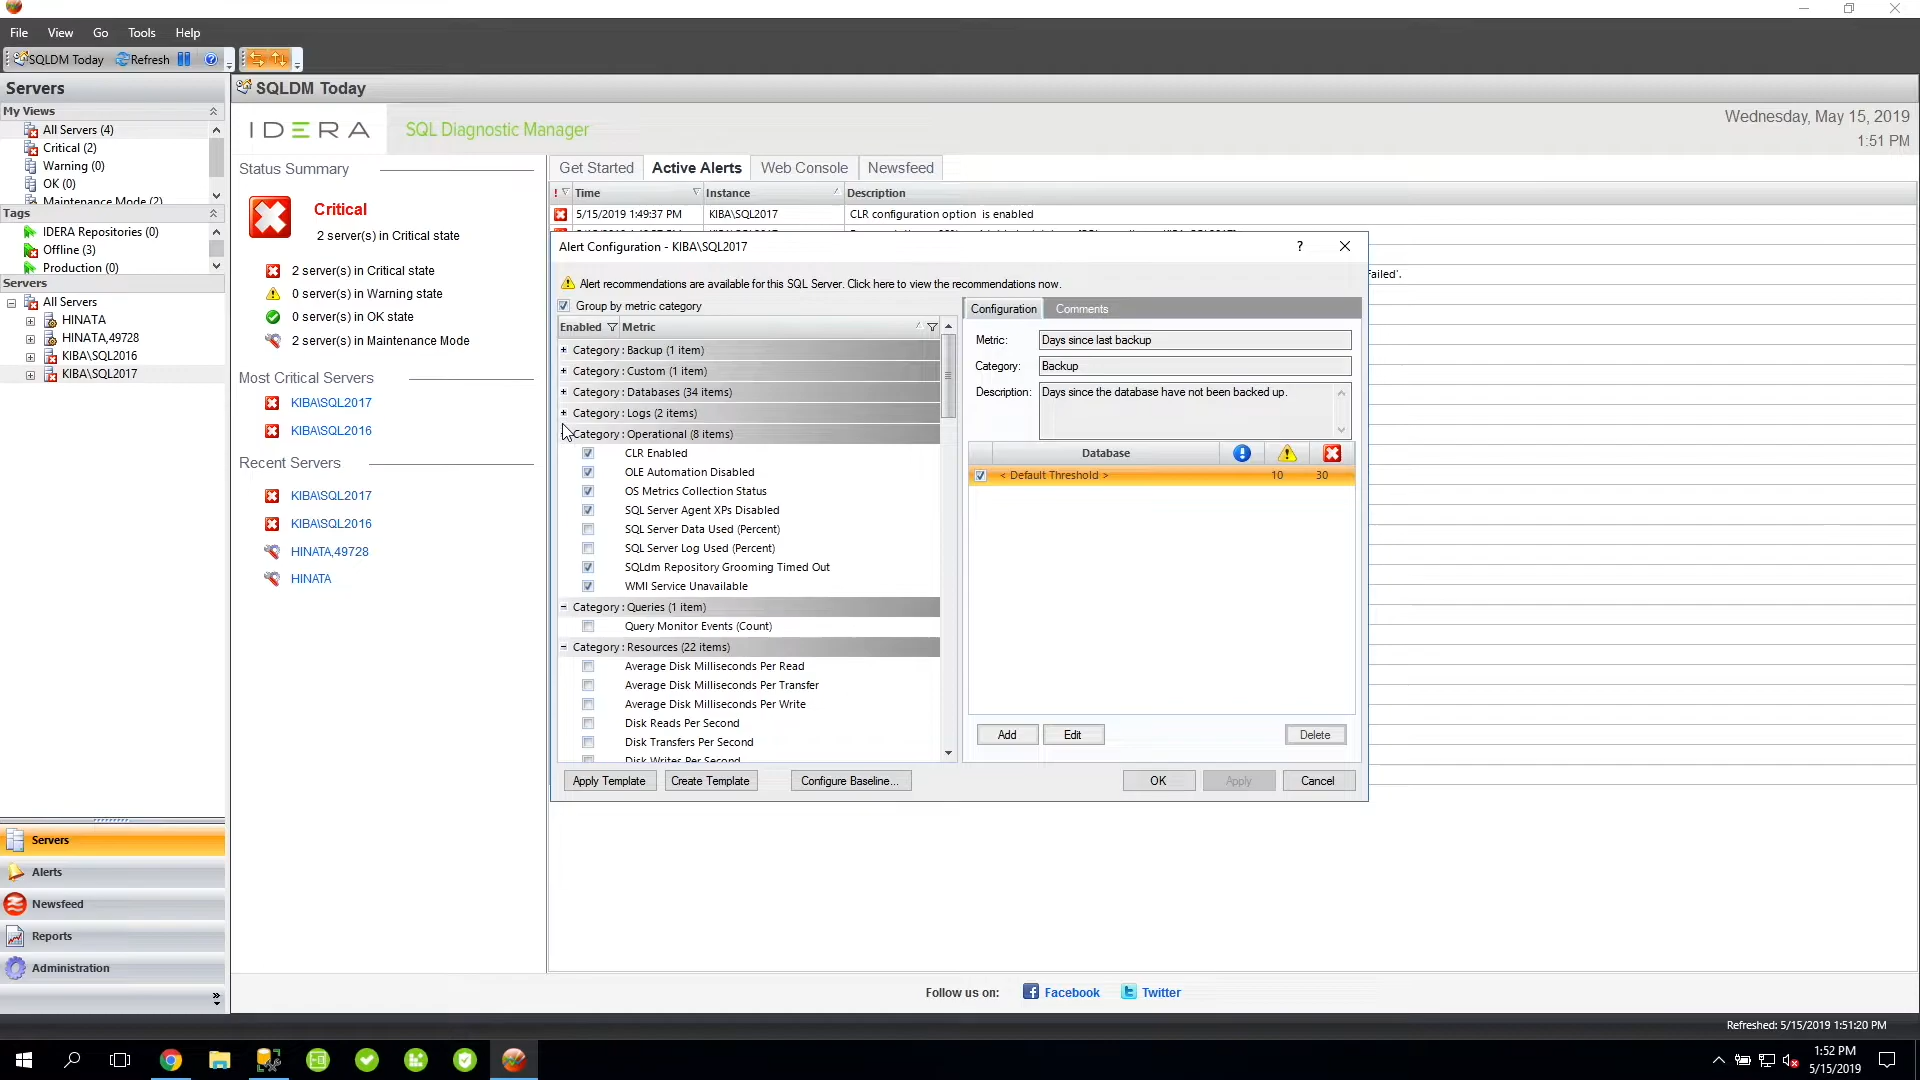 File View Go Tools Help
SQLDM Today Refresh
Servers
My Views
All Servers (4)
Critical (2)
Warning (0)
OK (0)
Maintenance Mode (2)
Tags
IDERA Repositories (0)
Offline (3)
Production (0)
Servers
All Servers
HINATA
HINATA,49728
KIBA\SQL2016
KIBA\SQL2017
Servers
Alerts
Newsfeed
Reports
Administration
SQLDM Today
IDERA SQL Diagnostic Manager
Wednesday, May 15, 2019
1:51 PM
Status Summary
Critical
2 server(s) in Critical state
2 server(s) in Critical state
0 server(s) in Warning state
0 server(s) in OK state
2 server(s) in Maintenance Mode
Most Critical Servers
KIBA\SQL2017
KIBA\SQL2016
Recent Servers
KIBA\SQL2017
KIBA\SQL2016
HINATA,49728
HINATA
Get Started Active Alerts Web Console Newsfeed
! Time Instance Description
5/15/2019 1:49:37 PM KIBA\SQL2017 CLR configuration option is enabled
Failed'.
Alert Configuration - KIBA\SQL2017 ?
Alert recommendations are available for this SQL Server. Click here to view the recommendations now.
Group by metric category
Enabled Metric
Category : Backup (1 item)
Category : Custom (1 item)
Category : Databases (34 items)
Category : Logs (2 items)
Category : Operational (8 items)
CLR Enabled
OLE Automation Disabled
OS Metrics Collection Status
SQL Server Agent XPs Disabled
SQL Server Data Used (Percent)
SQL Server Log Used (Percent)
SQLdm Repository Grooming Timed Out
WMI Service Unavailable
Category : Queries (1 item)
Query Monitor Events (Count)
Category : Resources (22 items)
Average Disk Milliseconds Per Read
Average Disk Milliseconds Per Transfer
Average Disk Milliseconds Per Write
Disk Reads Per Second
Disk Transfers Per Second
Disk Writes Per Second
Configuration Comments
Metric: Days since last backup
Category: Backup
Description: Days since the database have not been backed up.
Database
< Default Threshold > 10 30
Add Edit Delete
Apply Template Create Template Configure Baseline... OK Apply Cancel
Follow us on: Facebook Twitter
Refreshed: 5/15/2019 1:51:20 PM
1:52 PM
5/15/2019